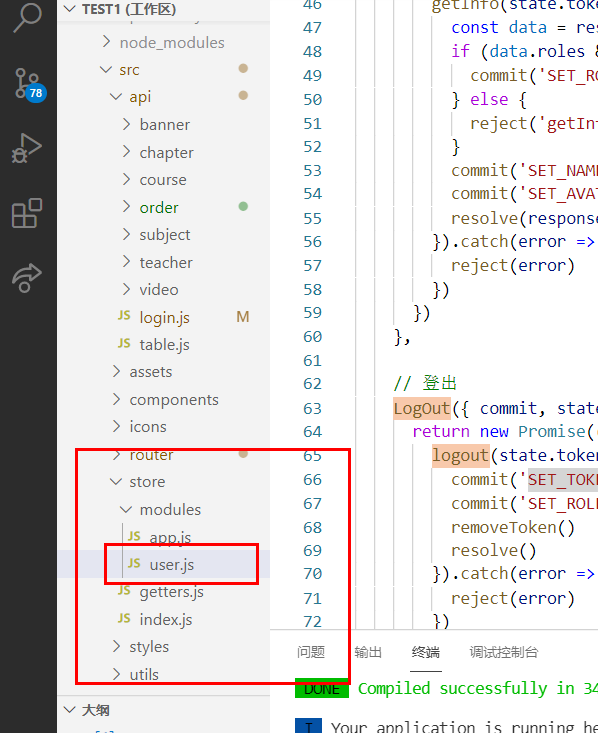 TEST1 (工作区)
node_modules
src
api
banner
chapter
course
order
subject
teacher
video
JS login.js M
JS table.js
assets
components
icons
router
store
modules
JS app.js
JS user.js
JS getters.js
JS index.js
styles
utils
大纲
78
46 getInfo(state.tok
47 const data = res
48 if (data.roles &
49 commit('SET_RO
50 } else {
51 reject('getInf
52 }
53 commit('SET_NAM
54 commit('SET_AVA
55 resolve(response
56 }).catch(error =>
57 reject(error)
58 })
59 })
60 },
61
62 // 登出
63 LogOut({ commit, stat
64 return new Promise((
65 logout(state.token
66 commit('SET_TOKE
67 commit('SET_ROLE
68 removeToken()
69 resolve()
70 }).catch(error =>
71 reject(error)
72 })
问题 输出 终端 调试控制台
DONE Compiled successfully in 34
I Your application is running he